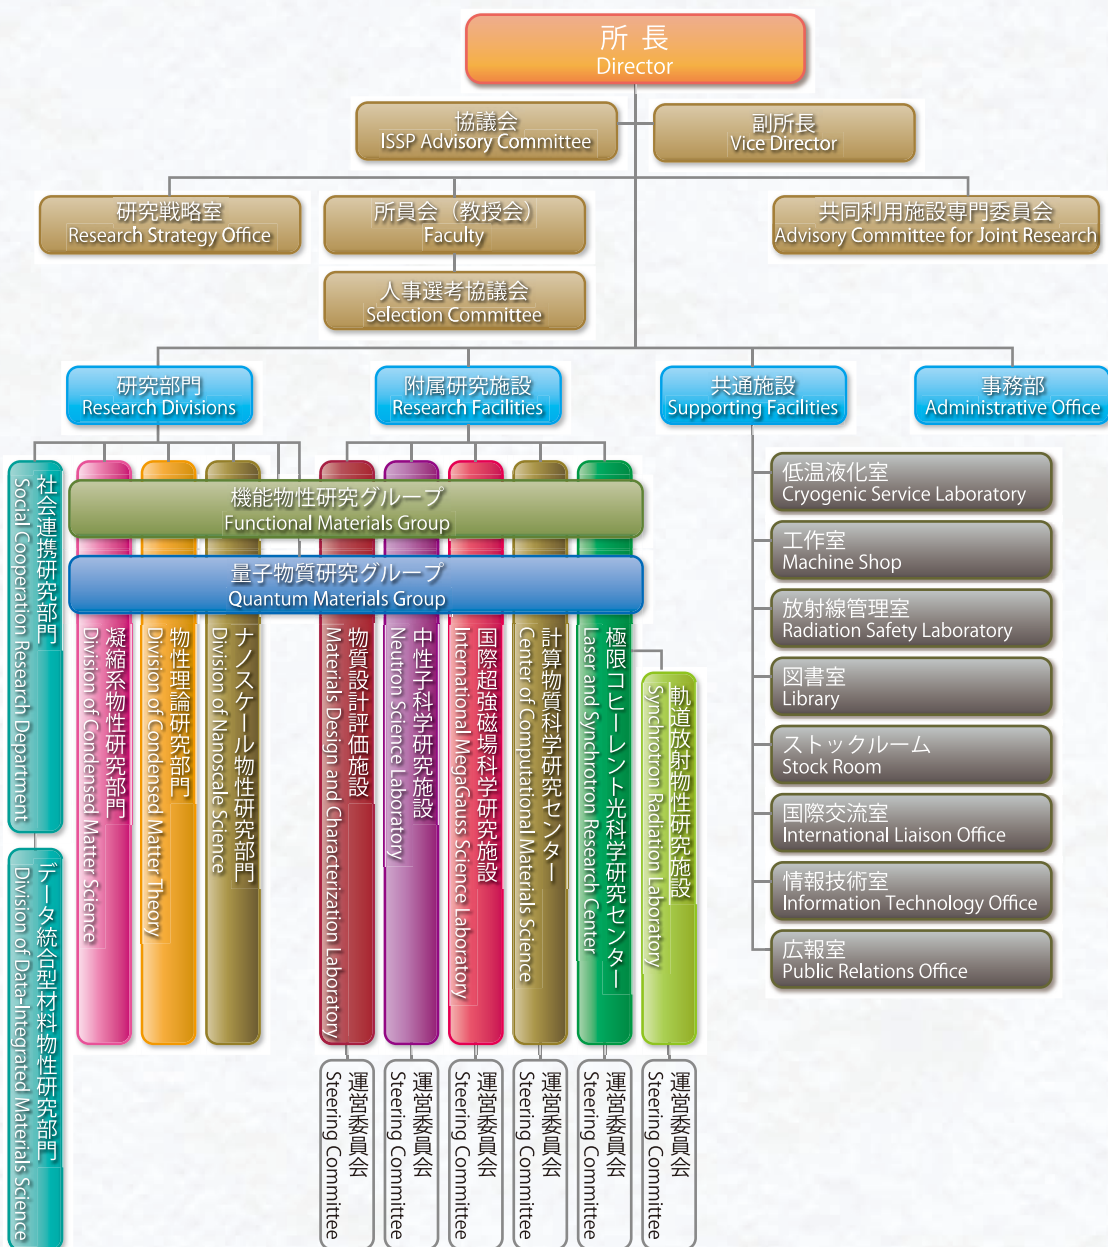 所 長
Director
協議会
ISSP Advisory Committee
副所長
Vice Director
研究戦略室
Research Strategy Office
所員会（教授会）
Faculty
共同利用施設専門委員会
Advisory Committee for Joint Research
人事選考協議会
Selection Committee
研究部門
Research Divisions
附属研究施設
Research Facilities
共通施設
Supporting Facilities
事務部
Administrative Office
社会連携研究部門
Social Cooperation Research Department
データ統合型材料物性研究部門
Division of Data-Integrated Materials Science
機能物性研究グループ
Functional Materials Group
量子物質研究グループ
Quantum Materials Group
凝縮系物性研究部門
Division of Condensed Matter Science
物性理論研究部門
Division of Condensed Matter Theory
ナノスケール物性研究部門
Division of Nanoscale Science
物質設計評価施設
Materials Design and Characterization Laboratory
中性子科学研究施設
Neutron Science Laboratory
国際超強磁場科学研究施設
International MegaGauss Science Laboratory
計算物質科学研究センター
Center of Computational Materials Science
極限コヒーレント光科学研究センター
Laser and Synchrotron Research Center
軌道放射物性研究施設
Synchrotron Radiation Laboratory
運営委員会
Steering Committee
運営委員会
Steering Committee
運営委員会
Steering Committee
運営委員会
Steering Committee
運営委員会
Steering Committee
運営委員会
Steering Committee
低温液化室
Cryogenic Service Laboratory
工作室
Machine Shop
放射線管理室
Radiation Safety Laboratory
図書室
Library
ストックルーム
Stock Room
国際交流室
International Liaison Office
情報技術室
Information Technology Office
広報室
Public Relations Office